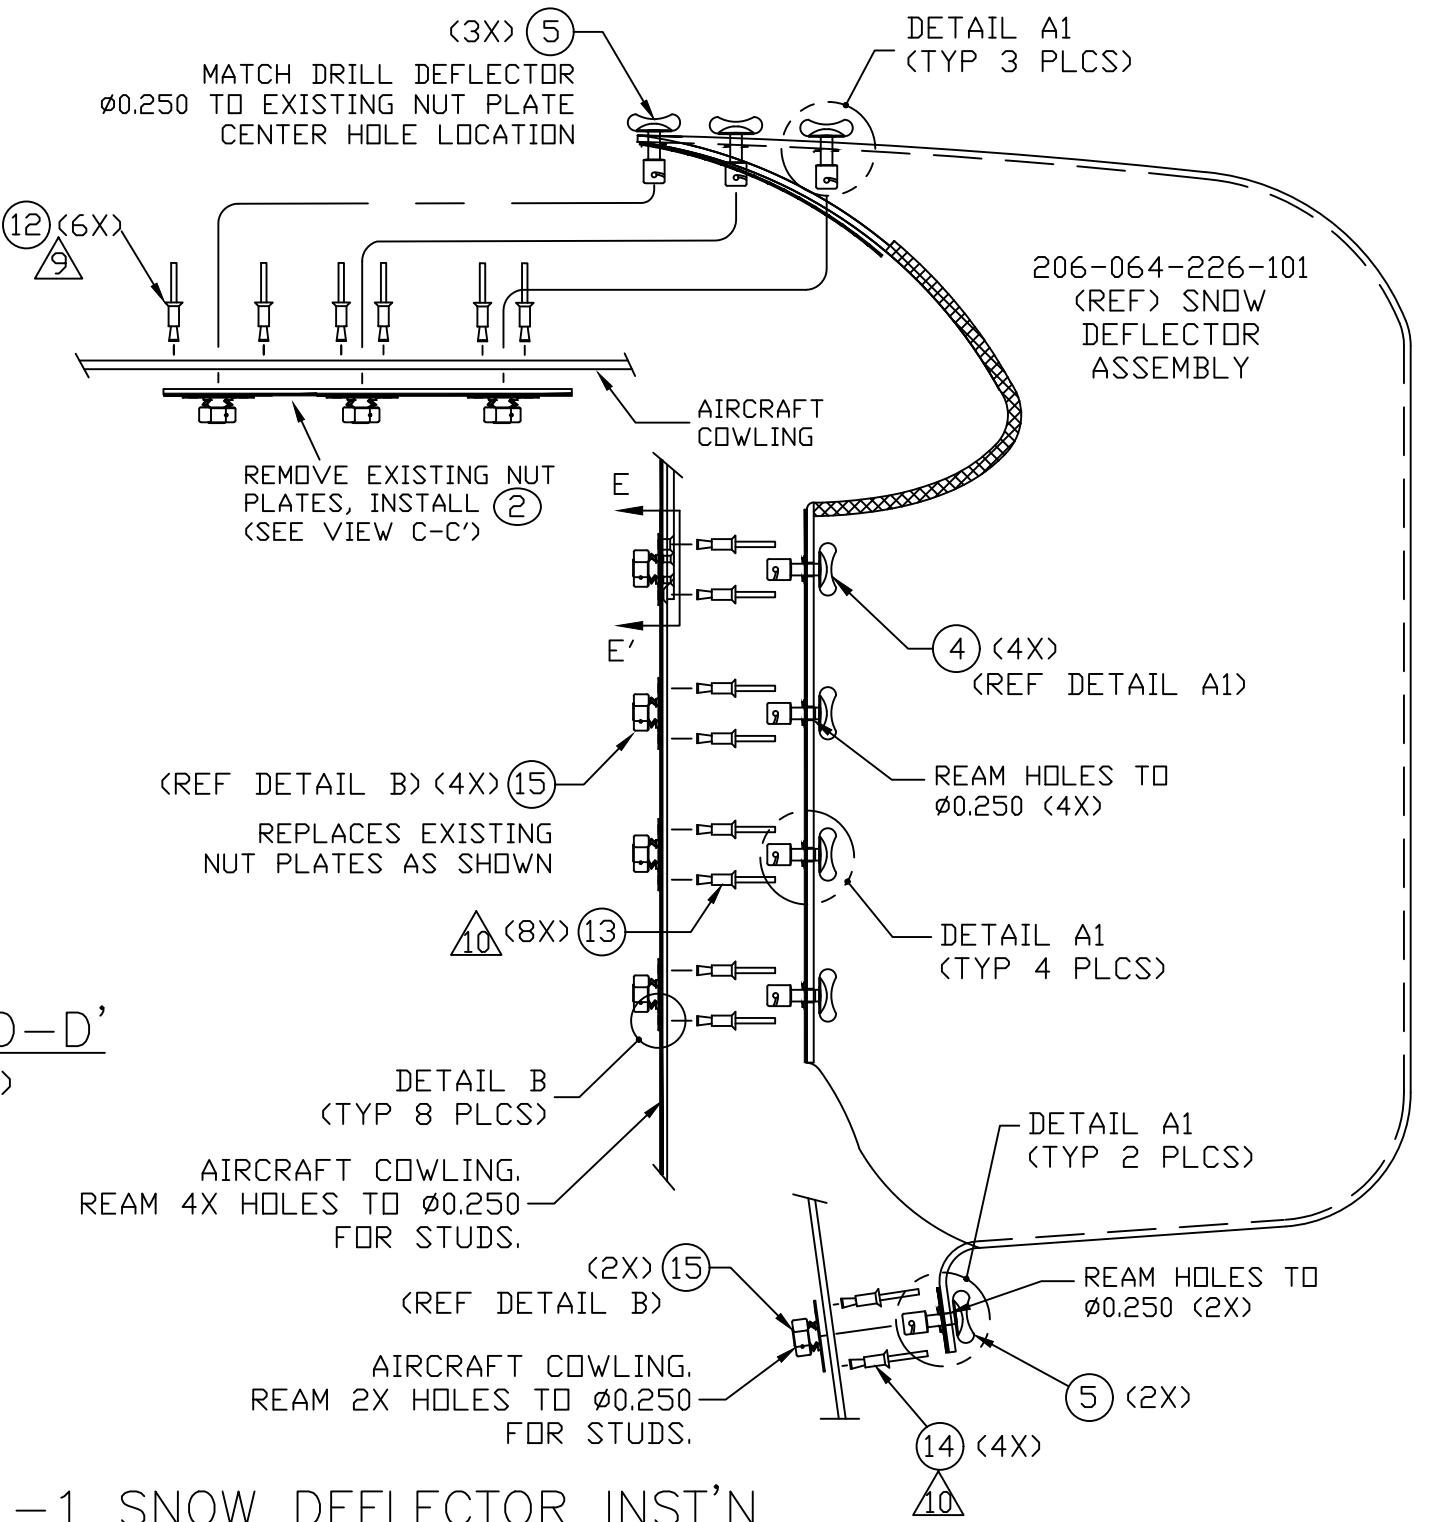 (3X) 5
MATCH DRILL DEFLECTOR
Ø0.250 TO EXISTING NUT PLATE
CENTER HOLE LOCATION
DETAIL A1
(TYP 3 PLCS)
12 (6X)
9
206-064-226-101
(REF) SNOW
DEFLECTOR
ASSEMBLY
AIRCRAFT
COWLING
REMOVE EXISTING NUT
PLATES, INSTALL 2
(SEE VIEW C-C')
E
E'
4 (4X)
(REF DETAIL A1)
(REF DETAIL B) (4X) 15
REPLACES EXISTING
NUT PLATES AS SHOWN
REAM HOLES TO
Ø0.250 (4X)
10 (8X) 13
DETAIL A1
(TYP 4 PLCS)
D-D'
)
DETAIL B
(TYP 8 PLCS)
AIRCRAFT COWLING.
REAM 4X HOLES TO Ø0.250
FOR STUDS.
DETAIL A1
(TYP 2 PLCS)
(2X) 15
(REF DETAIL B)
REAM HOLES TO
Ø0.250 (2X)
AIRCRAFT COWLING.
REAM 2X HOLES TO Ø0.250
FOR STUDS.
5 (2X)
14 (4X)
10
-1 SNOW DEFLECTOR INST'N